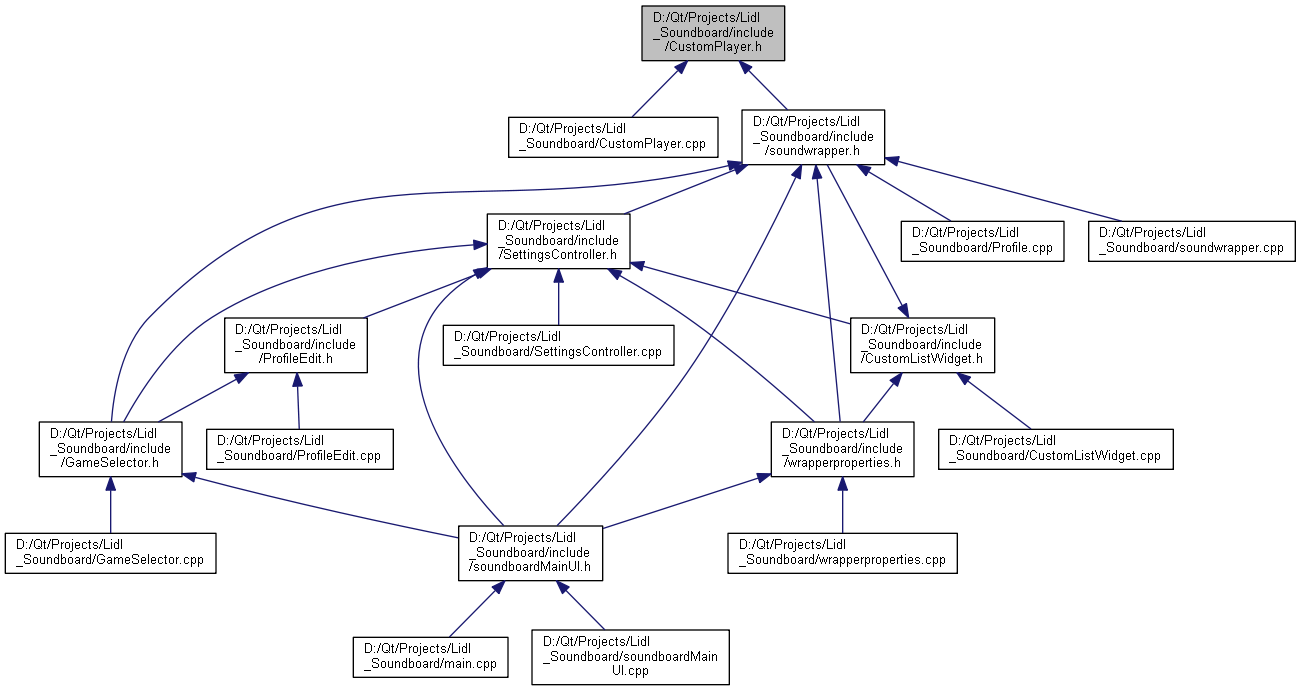 D:/Qt/Projects/Lidl
_Soundboard/include
/CustomPlayer.h
D:/Qt/Projects/Lidl
_Soundboard/CustomPlayer.cpp
D:/Qt/Projects/Lidl
_Soundboard/include
/soundwrapper.h
D:/Qt/Projects/Lidl
_Soundboard/include
/SettingsController.h
D:/Qt/Projects/Lidl
_Soundboard/Profile.cpp
D:/Qt/Projects/Lidl
_Soundboard/soundwrapper.cpp
D:/Qt/Projects/Lidl
_Soundboard/include
/ProfileEdit.h
D:/Qt/Projects/Lidl
_Soundboard/SettingsController.cpp
D:/Qt/Projects/Lidl
_Soundboard/include
/CustomListWidget.h
D:/Qt/Projects/Lidl
_Soundboard/include
/GameSelector.h
D:/Qt/Projects/Lidl
_Soundboard/ProfileEdit.cpp
D:/Qt/Projects/Lidl
_Soundboard/include
/wrapperproperties.h
D:/Qt/Projects/Lidl
_Soundboard/CustomListWidget.cpp
D:/Qt/Projects/Lidl
_Soundboard/GameSelector.cpp
D:/Qt/Projects/Lidl
_Soundboard/include
/soundboardMainUI.h
D:/Qt/Projects/Lidl
_Soundboard/wrapperproperties.cpp
D:/Qt/Projects/Lidl
_Soundboard/main.cpp
D:/Qt/Projects/Lidl
_Soundboard/soundboardMain
UI.cpp